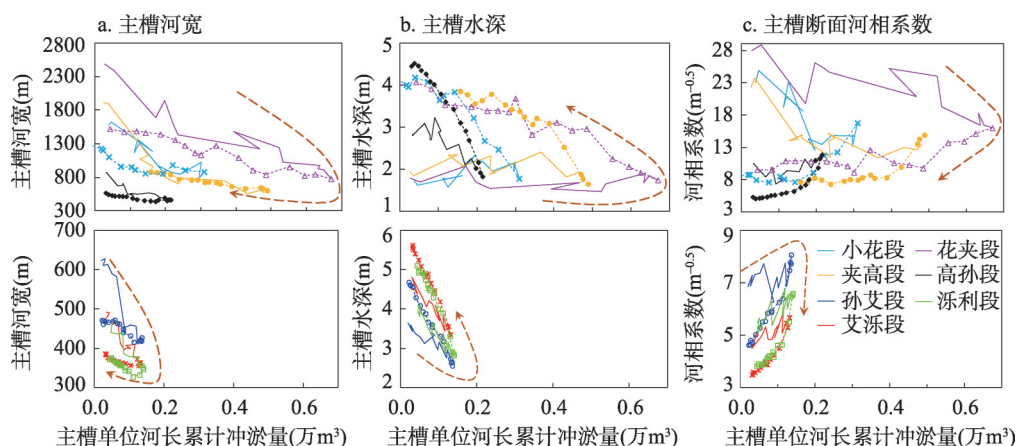 a. 主槽河宽
b. 主槽水深
c. 主槽断面河相系数
主槽河宽(m)
2800
2300
1800
1300
800
300
主槽水深(m)
5
4
3
2
1
河相系数(m⁻⁰·⁵)
28
23
18
13
8
3
主槽河宽(m)
700
600
500
400
300
0.0 0.2 0.4 0.6 0.8
主槽水深(m)
6
5
4
3
2
0.0 0.2 0.4 0.6 0.8
河相系数(m⁻⁰·⁵)
9
7
5
3
0.0 0.2 0.4 0.6 0.8
小花段 花夹段
夹高段 高孙段
孙艾段 泺利段
艾泺段
主槽单位河长累计冲淤量(万m³)
主槽单位河长累计冲淤量(万m³)
主槽单位河长累计冲淤量(万m³)